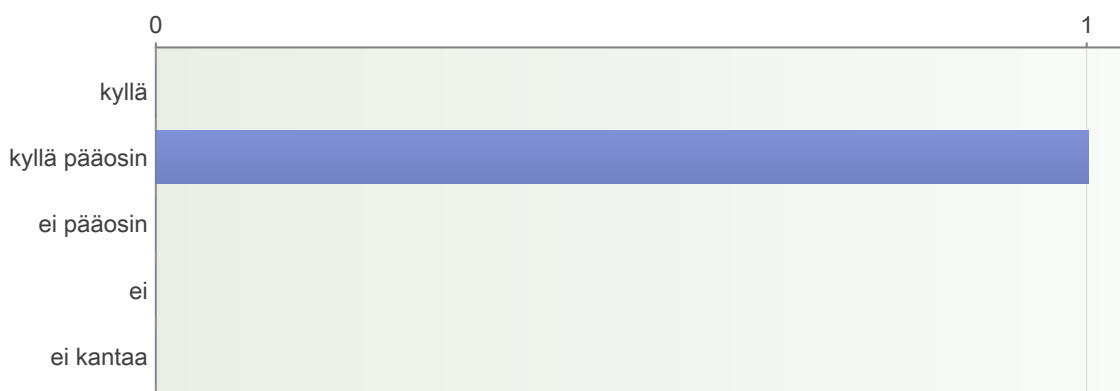 0 1
kyllä
kyllä pääosin
ei pääosin
ei
ei kantaa